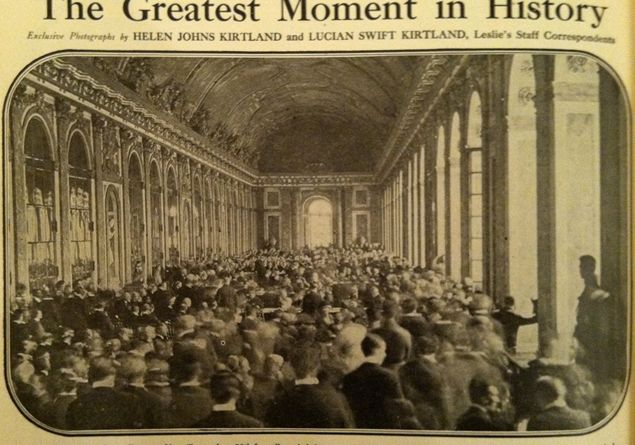 The Greatest Moment in History
Exclusive Photographs by HELEN JOHNS KIRTLAND and LUCIAN SWIFT KIRTLAND, Leslie's Staff Correspondents